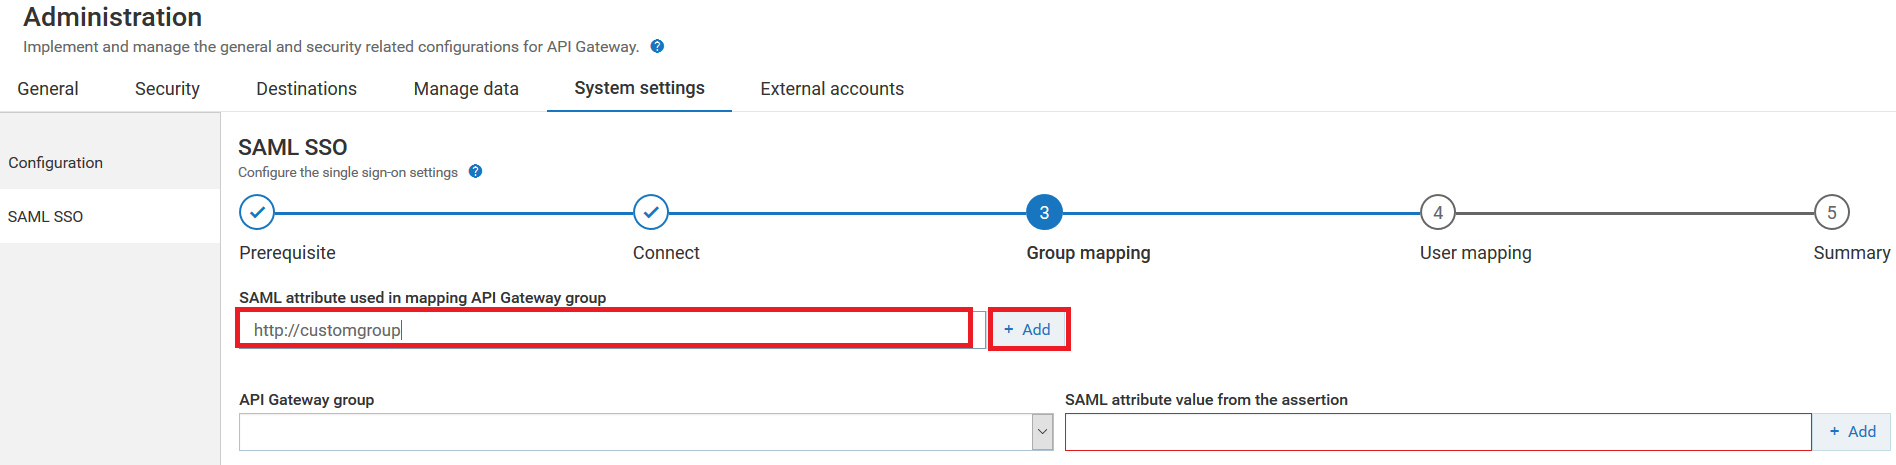 Administration
Implement and manage the general and security related configurations for API Gateway. ?
General Security Destinations Manage data System settings External accounts
Configuration
SAML SSO
SAML SSO
Configure the single sign-on settings ?
3 4 5
Prerequisite Connect Group mapping User mapping Summary
SAML attribute used in mapping API Gateway group
http://customgroup + Add
API Gateway group SAML attribute value from the assertion
+ Add